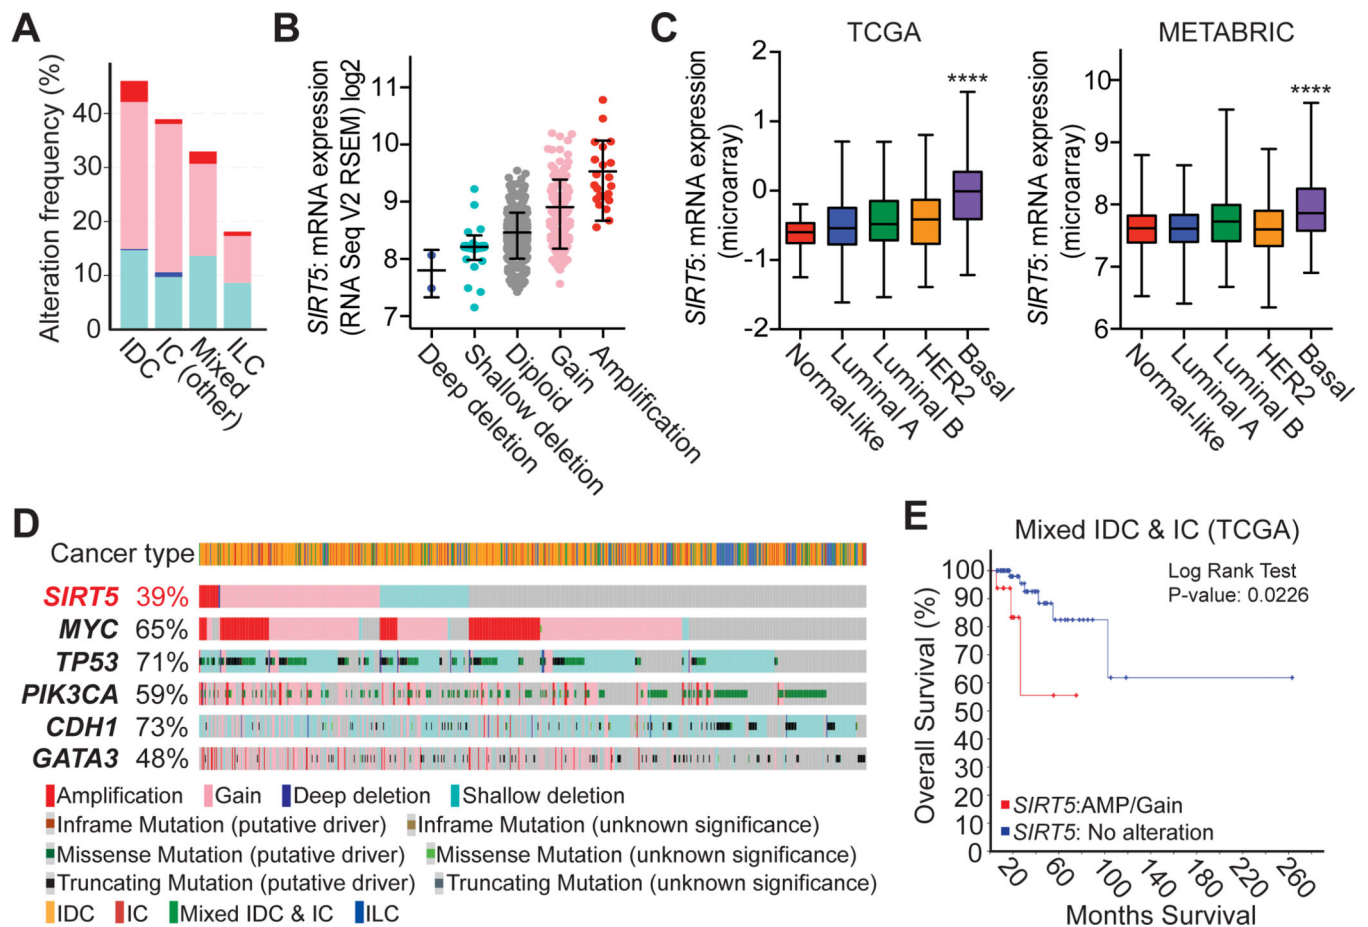 A
Alteration frequency (%)
40
30
20
10
0
IDC
IC (other)
Mixed
ILC
B
SIRT5: mRNA expression
(RNA Seq V2 RSEM) log2
11
10
9
8
7
Deep deletion
Shallow deletion
Diploid
Gain
Amplification
C
TCGA
SIRT5: mRNA expression
(microarray)
2
1
0
-1
-2
****
Normal-like
Luminal A
Luminal B
HER2
Basal
METABRIC
SIRT5: mRNA expression
(microarray)
10
9
8
7
6
****
Normal-like
Luminal A
Luminal B
HER2
Basal
D
Cancer type
SIRT5 39%
MYC 65%
TP53 71%
PIK3CA 59%
CDH1 73%
GATA3 48%
Amplification Gain Deep deletion Shallow deletion
Inframe Mutation (putative driver) Inframe Mutation (unknown significance)
Missense Mutation (putative driver) Missense Mutation (unknown significance)
Truncating Mutation (putative driver) Truncating Mutation (unknown significance)
IDC IC Mixed IDC & IC ILC
E
Mixed IDC & IC (TCGA)
Log Rank Test
P-value: 0.0226
Overall Survival (%)
100
90
80
70
60
50
40
30
20
10
0
SIRT5:AMP/Gain
SIRT5: No alteration
20
60
100
140
180
220
260
Months Survival